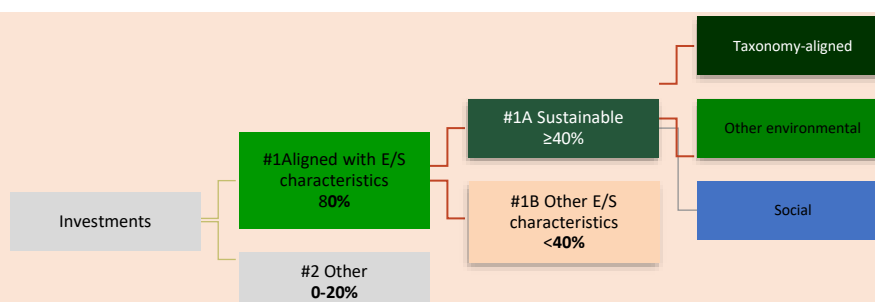 Investments
#1Aligned with E/S
characteristics
80%
#2 Other
0-20%
#1A Sustainable
≥40%
#1B Other E/S
characteristics
<40%
Taxonomy-aligned
Other environmental
Social